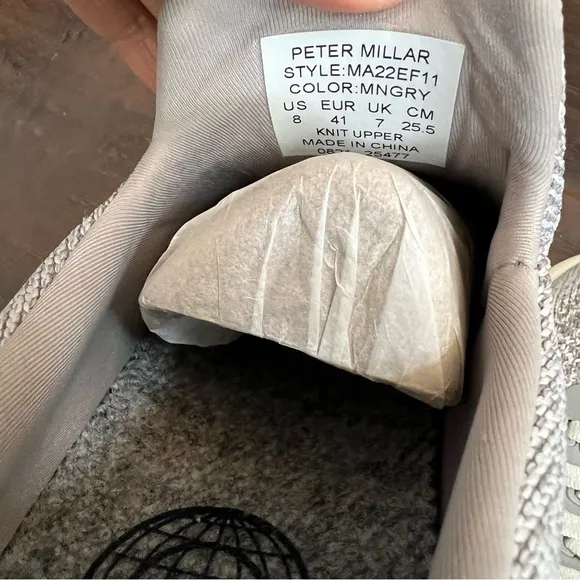 PETER MILLAR
STYLE:MA22EF11
COLOR:MNGRY
US EUR UK CM
8 41 7 25.5
KNIT UPPER
MADE IN CHINA